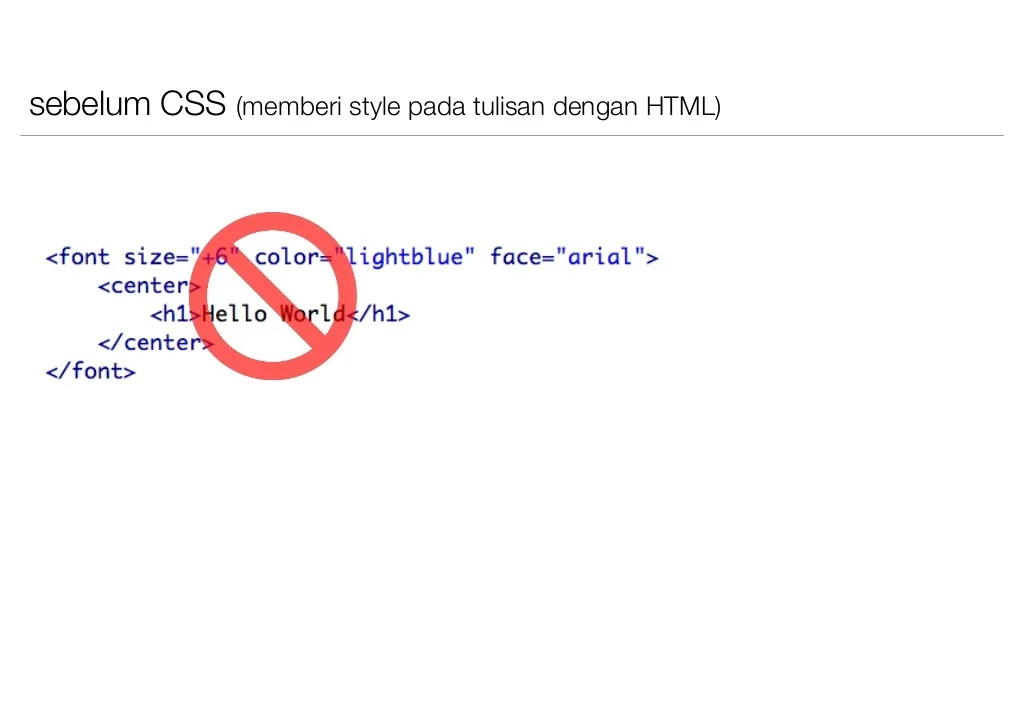 sebelum CSS (memberi style pada tulisan dengan HTML)
<font size="+6" color="lightblue" face="arial">
<center>
<h1>Hello World</h1>
</center>
</font>